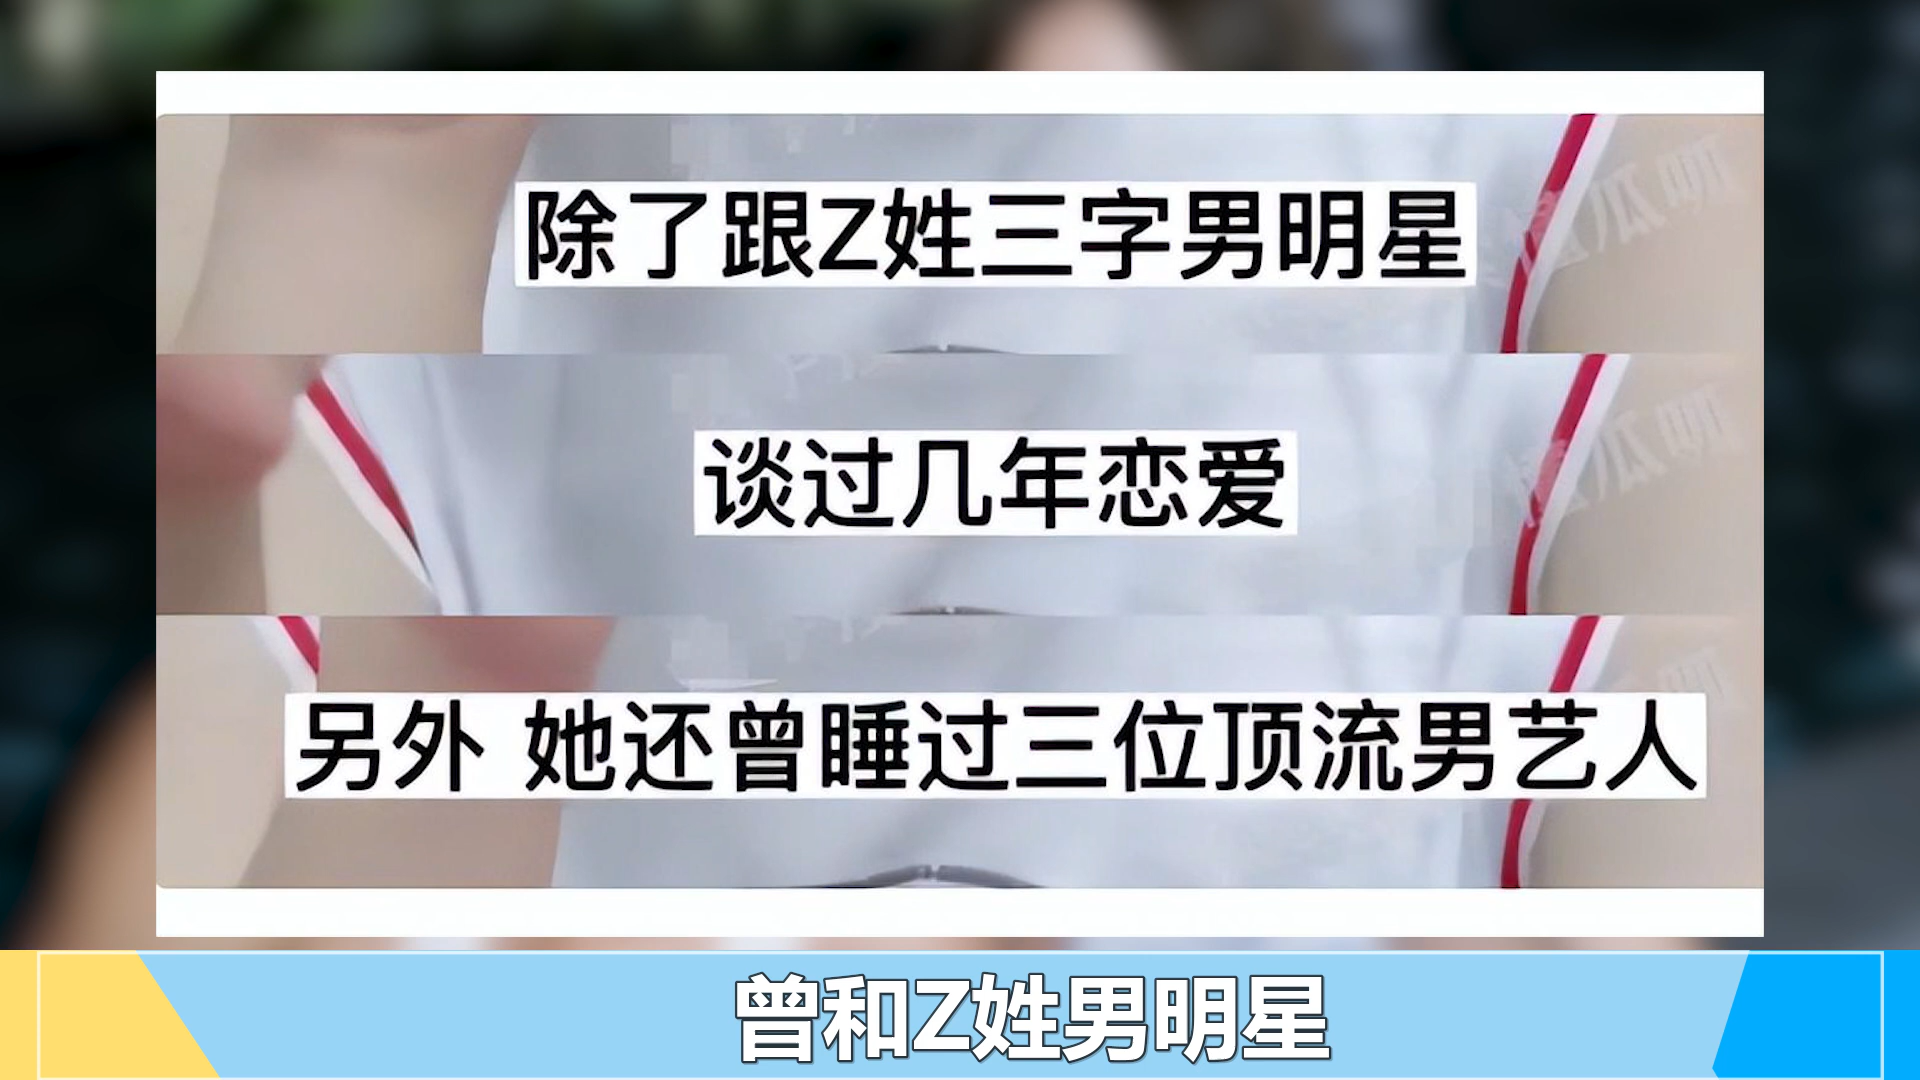 除了跟Z姓三字男明星
谈过几年恋爱
另外 她还曾睡过三位顶流男艺人
曾和Z姓男明星